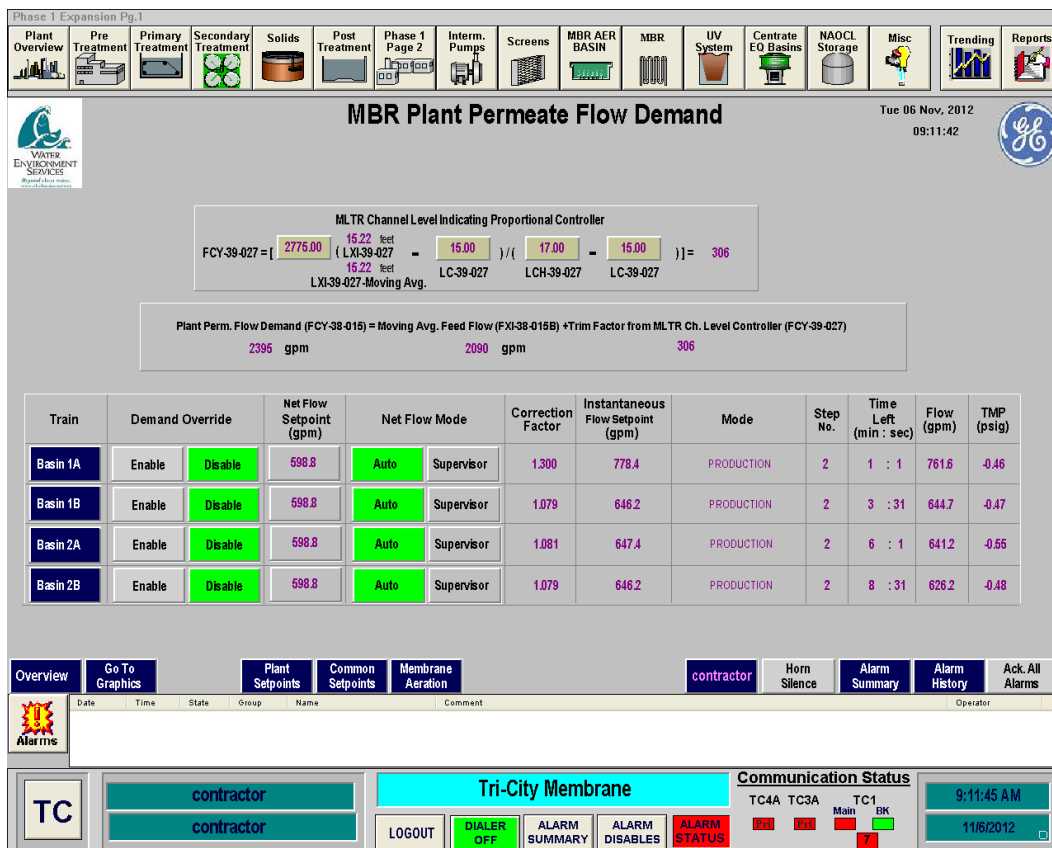 Phase 1 Expansion Pg.1
Plant Overview
Pre Treatment
Primary Treatment
Secondary Treatment
Solids
Post Treatment
Phase 1 Page 2
Interm. Pumps
Screens
MBR AER BASIN
MBR
UV System
Centrate EQ Basins
NAOCL Storage
Misc
Trending
Reports
WATER ENVIRONMENT SERVICES
MBR Plant Permeate Flow Demand
Tue 06 Nov, 2012
09:11:42
MLTR Channel Level Indicating Proportional Controller
15.22 feet
FCY-39-027 = [ 2775.00 ( LXI-39-027 - 15.00 ) / ( 17.00 - 15.00 ) ] = 306
15.22 feet LC-39-027 LCH-39-027 LC-39-027
LXI-39-027-Moving Avg.
Plant Perm. Flow Demand (FCY-38-015) = Moving Avg. Feed Flow (FXI-38-015B) +Trim Factor from MLTR Ch. Level Controller (FCY-39-027)
2395 gpm 2090 gpm 306
Train Demand Override Net Flow Setpoint (gpm) Net Flow Mode Correction Factor Instantaneous Flow Setpoint (gpm) Mode Step No. Time Left (min : sec) Flow (gpm) TMP (psig)
Basin 1A Enable Disable 598.8 Auto Supervisor 1.300 778.4 PRODUCTION 2 1 : 1 761.6 -0.46
Basin 1B Enable Disable 598.8 Auto Supervisor 1.079 646.2 PRODUCTION 2 3 : 31 644.7 -0.47
Basin 2A Enable Disable 598.8 Auto Supervisor 1.081 647.4 PRODUCTION 2 6 : 1 641.2 -0.55
Basin 2B Enable Disable 598.8 Auto Supervisor 1.079 646.2 PRODUCTION 2 8 : 31 626.2 -0.48
Overview
Go To Graphics
Plant Setpoints
Common Setpoints
Membrane Aeration
contractor
Horn Silence
Alarm Summary
Alarm History
Ack. All Alarms
Alarms
Date Time State Group Name Comment Operator
TC
contractor
contractor
Tri-City Membrane
LOGOUT
DIALER OFF
ALARM SUMMARY
ALARM DISABLES
ALARM STATUS
Communication Status
TC4A TC3A TC1
Main BK
Pri Pri
7
9:11:45 AM
11/6/2012